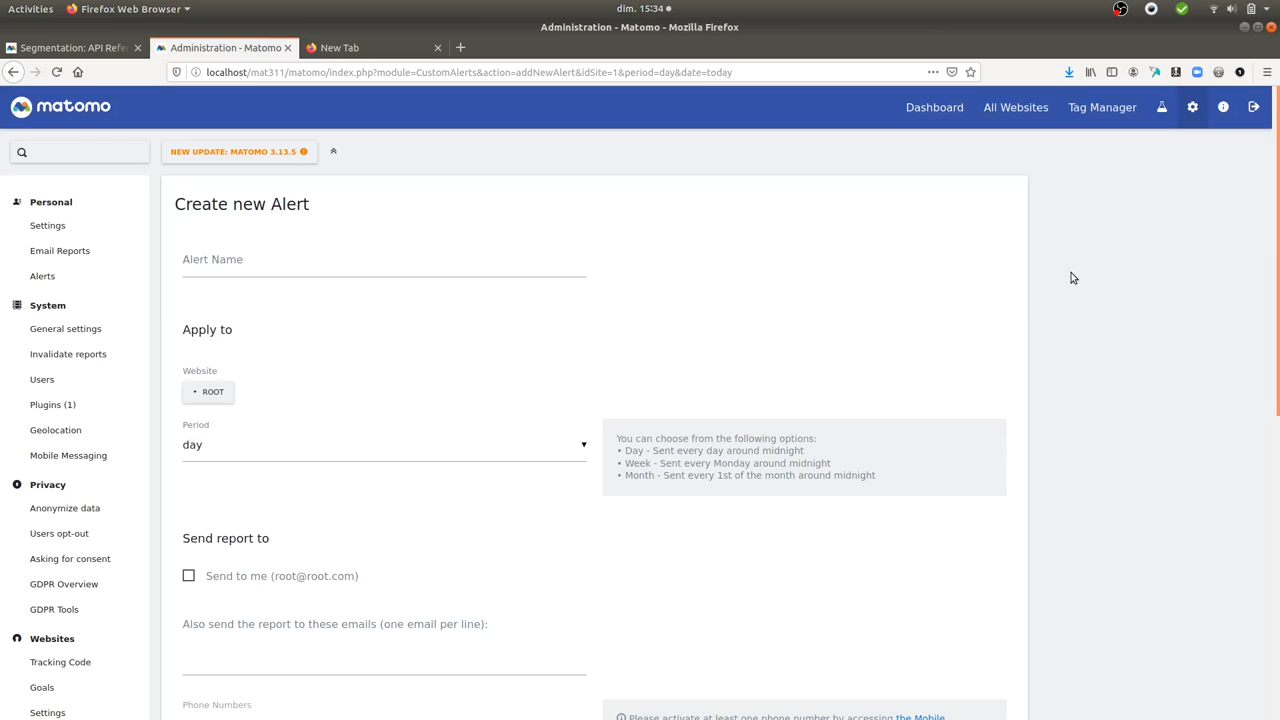 Activities
Firefox Web Browser
dim. 15:34
Administration - Matomo - Mozilla Firefox
Segmentation: API Refe
Administration - Matomo
New Tab
localhost/mat311/matomo/index.php?module=CustomAlerts&action=addNewAlert&idSite=1&period=day&date=today
matomo
Dashboard
All Websites
Tag Manager
NEW UPDATE: MATOMO 3.13.5
Personal
Settings
Email Reports
Alerts
System
General settings
Invalidate reports
Users
Plugins (1)
Geolocation
Mobile Messaging
Privacy
Anonymize data
Users opt-out
Asking for consent
GDPR Overview
GDPR Tools
Websites
Tracking Code
Goals
Settings
Create new Alert
Alert Name
Apply to
Website
ROOT
Period
day
You can choose from the following options:
• Day - Sent every day around midnight
• Week - Sent every Monday around midnight
• Month - Sent every 1st of the month around midnight
Send report to
Send to me (root@root.com)
Also send the report to these emails (one email per line):
Phone Numbers
Please activate at least one phone number by accessing the Mobile